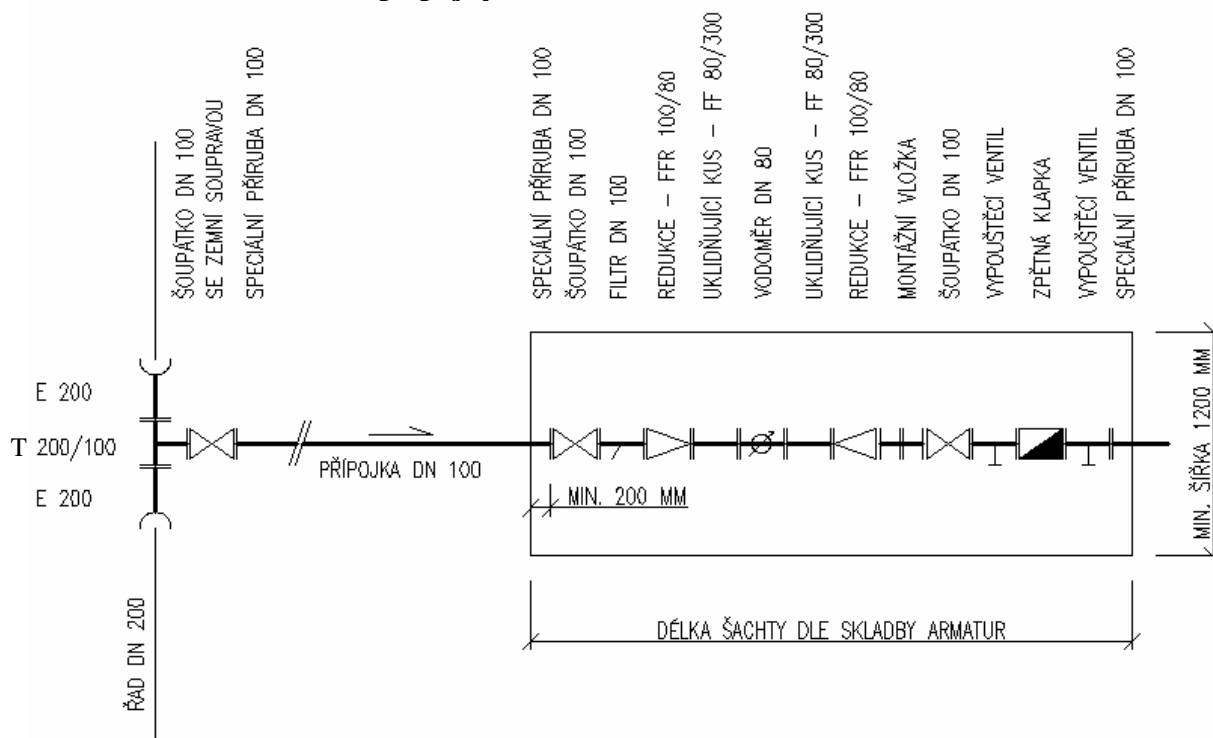 ŠOUPÁTKO DN 100
SE ZEMNÍ SOUPRAVOU
SPECIÁLNÍ PŘÍRUBA DN 100
SPECIÁLNÍ PŘÍRUBA DN 100
ŠOUPÁTKO DN 100
FILTR DN 100
REDUKCE – FFR 100/80
UKLIDŇUJÍCÍ KUS – FF 80/300
VODOMĚR DN 80
UKLIDŇUJÍCÍ KUS – FF 80/300
REDUKCE – FFR 100/80
MONTÁŽNÍ VLOŽKA
ŠOUPÁTKO DN 100
VYPOUŠTĚCÍ VENTIL
ZPĚTNÁ KLAPKA
VYPOUŠTĚCÍ VENTIL
SPECIÁLNÍ PŘÍRUBA DN 100
E 200
T 200/100
E 200
PŘÍPOJKA DN 100
MIN. 200 MM
MIN. ŠÍŘKA 1200 MM
DÉLKA ŠACHTY DLE SKLADBY ARMATUR
ŘAD DN 200